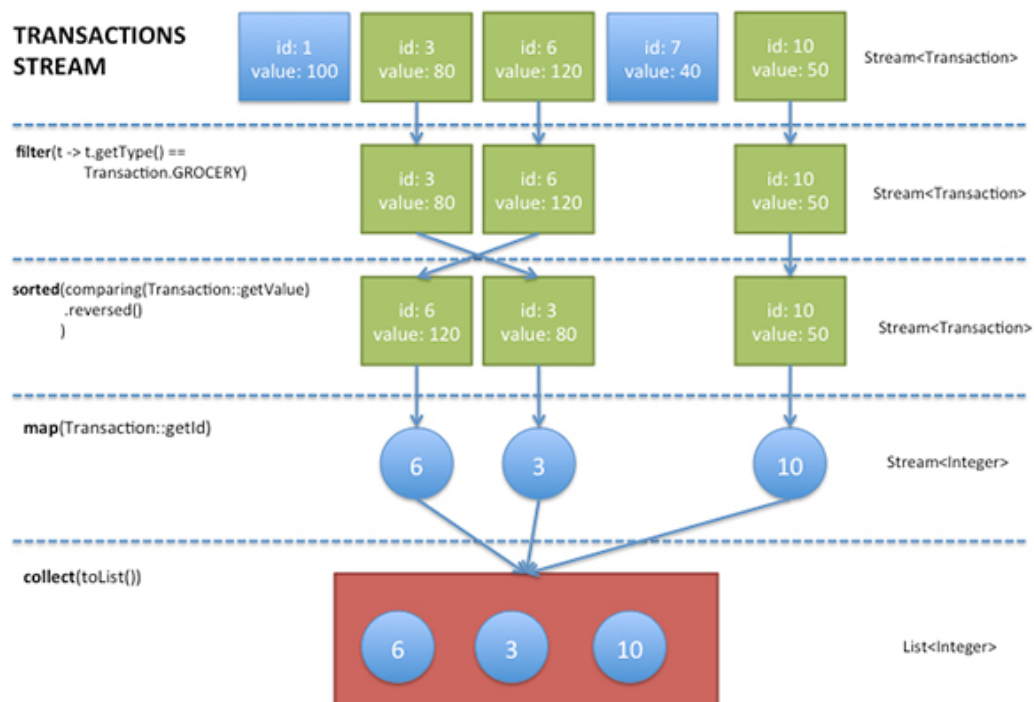 TRANSACTIONS
STREAM
id: 1
value: 100
id: 3
value: 80
id: 6
value: 120
id: 7
value: 40
id: 10
value: 50
Stream<Transaction>
filter(t -> t.getType() ==
Transaction.GROCERY)
id: 3
value: 80
id: 6
value: 120
id: 10
value: 50
Stream<Transaction>
sorted(comparing(Transaction::getValue)
.reversed()
)
id: 6
value: 120
id: 3
value: 80
id: 10
value: 50
Stream<Transaction>
map(Transaction::getId)
6
3
10
Stream<Integer>
collect(toList())
6
3
10
List<Integer>